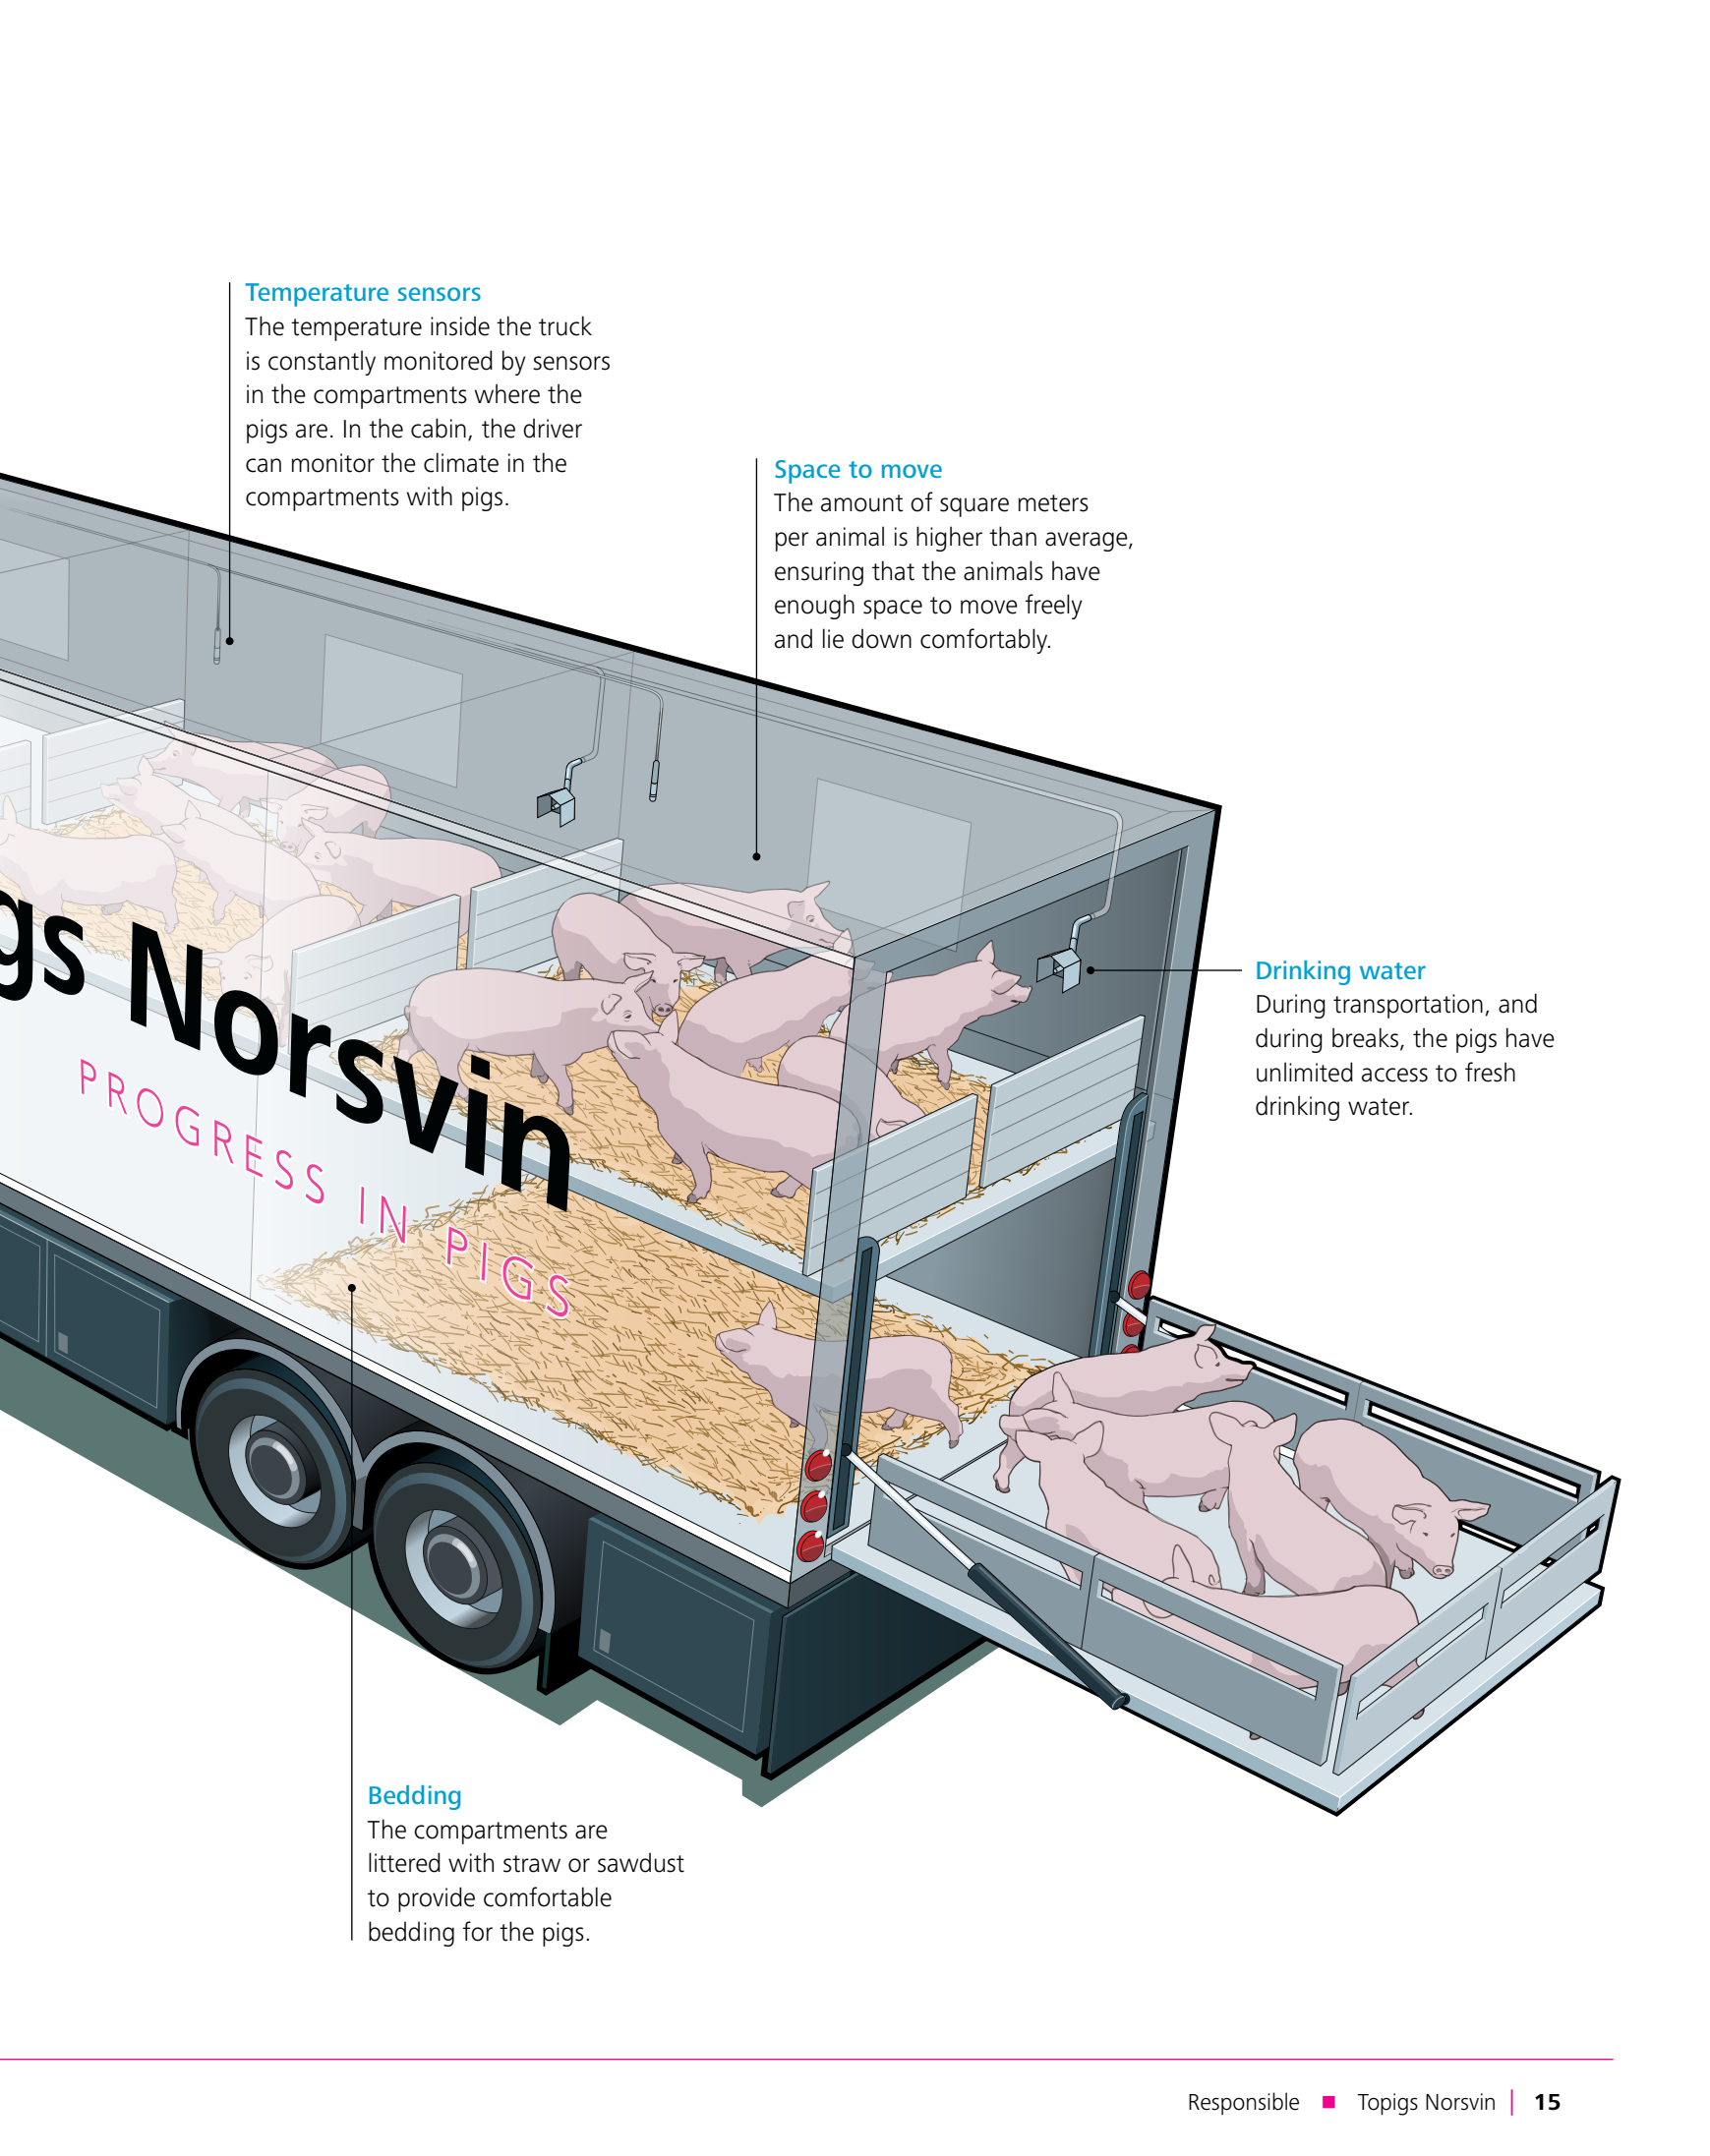 Temperature sensors
The temperature inside the truck
is constantly monitored by sensors
in the compartments where the
pigs are. In the cabin, the driver
can monitor the climate in the
compartments with pigs.
Space to move
The amount of square meters
per animal is higher than average,
ensuring that the animals have
enough space to move freely
and lie down comfortably.
gs Norsvin
PROGRESS IN PIGS
Drinking water
During transportation, and
during breaks, the pigs have
unlimited access to fresh
drinking water.
Bedding
The compartments are
littered with straw or sawdust
to provide comfortable
bedding for the pigs.
Responsible ■ Topigs Norsvin | 15